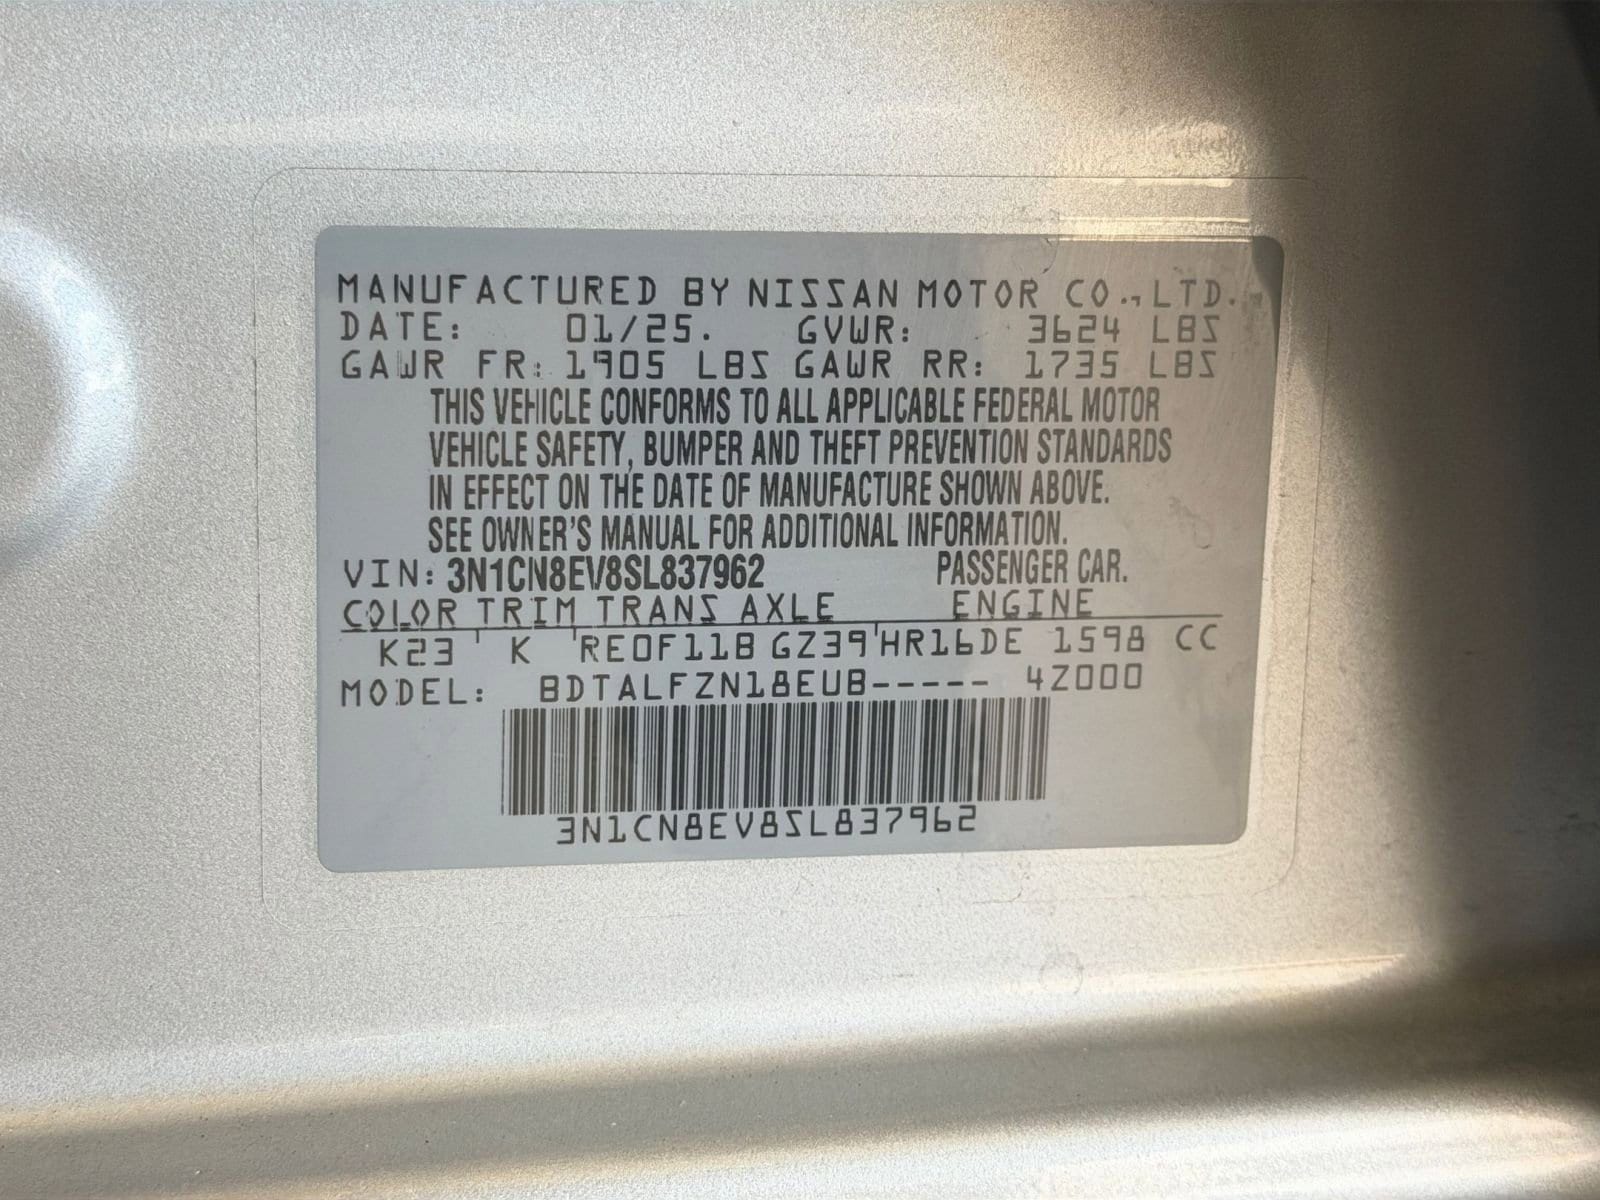 MANUFACTURED BY NISSAN MOTOR CO., LTD.
DATE: 01/25. GVWR: 3624 LBS
GAWR FR: 1905 LBS GAWR RR: 1735 LBS
THIS VEHICLE CONFORMS TO ALL APPLICABLE FEDERAL MOTOR
VEHICLE SAFETY, BUMPER AND THEFT PREVENTION STANDARDS
IN EFFECT ON THE DATE OF MANUFACTURE SHOWN ABOVE.
SEE OWNER'S MANUAL FOR ADDITIONAL INFORMATION.
VIN: 3N1CN8EV8SL837962 PASSENGER CAR.
COLOR TRIM TRANS AXLE ENGINE
K23 ' K 'RE0F11B GZ39'HR16DE 1598 CC
MODEL: BDTALFZN18EUB----- 4Z000
3N1CN8EV8SL837962